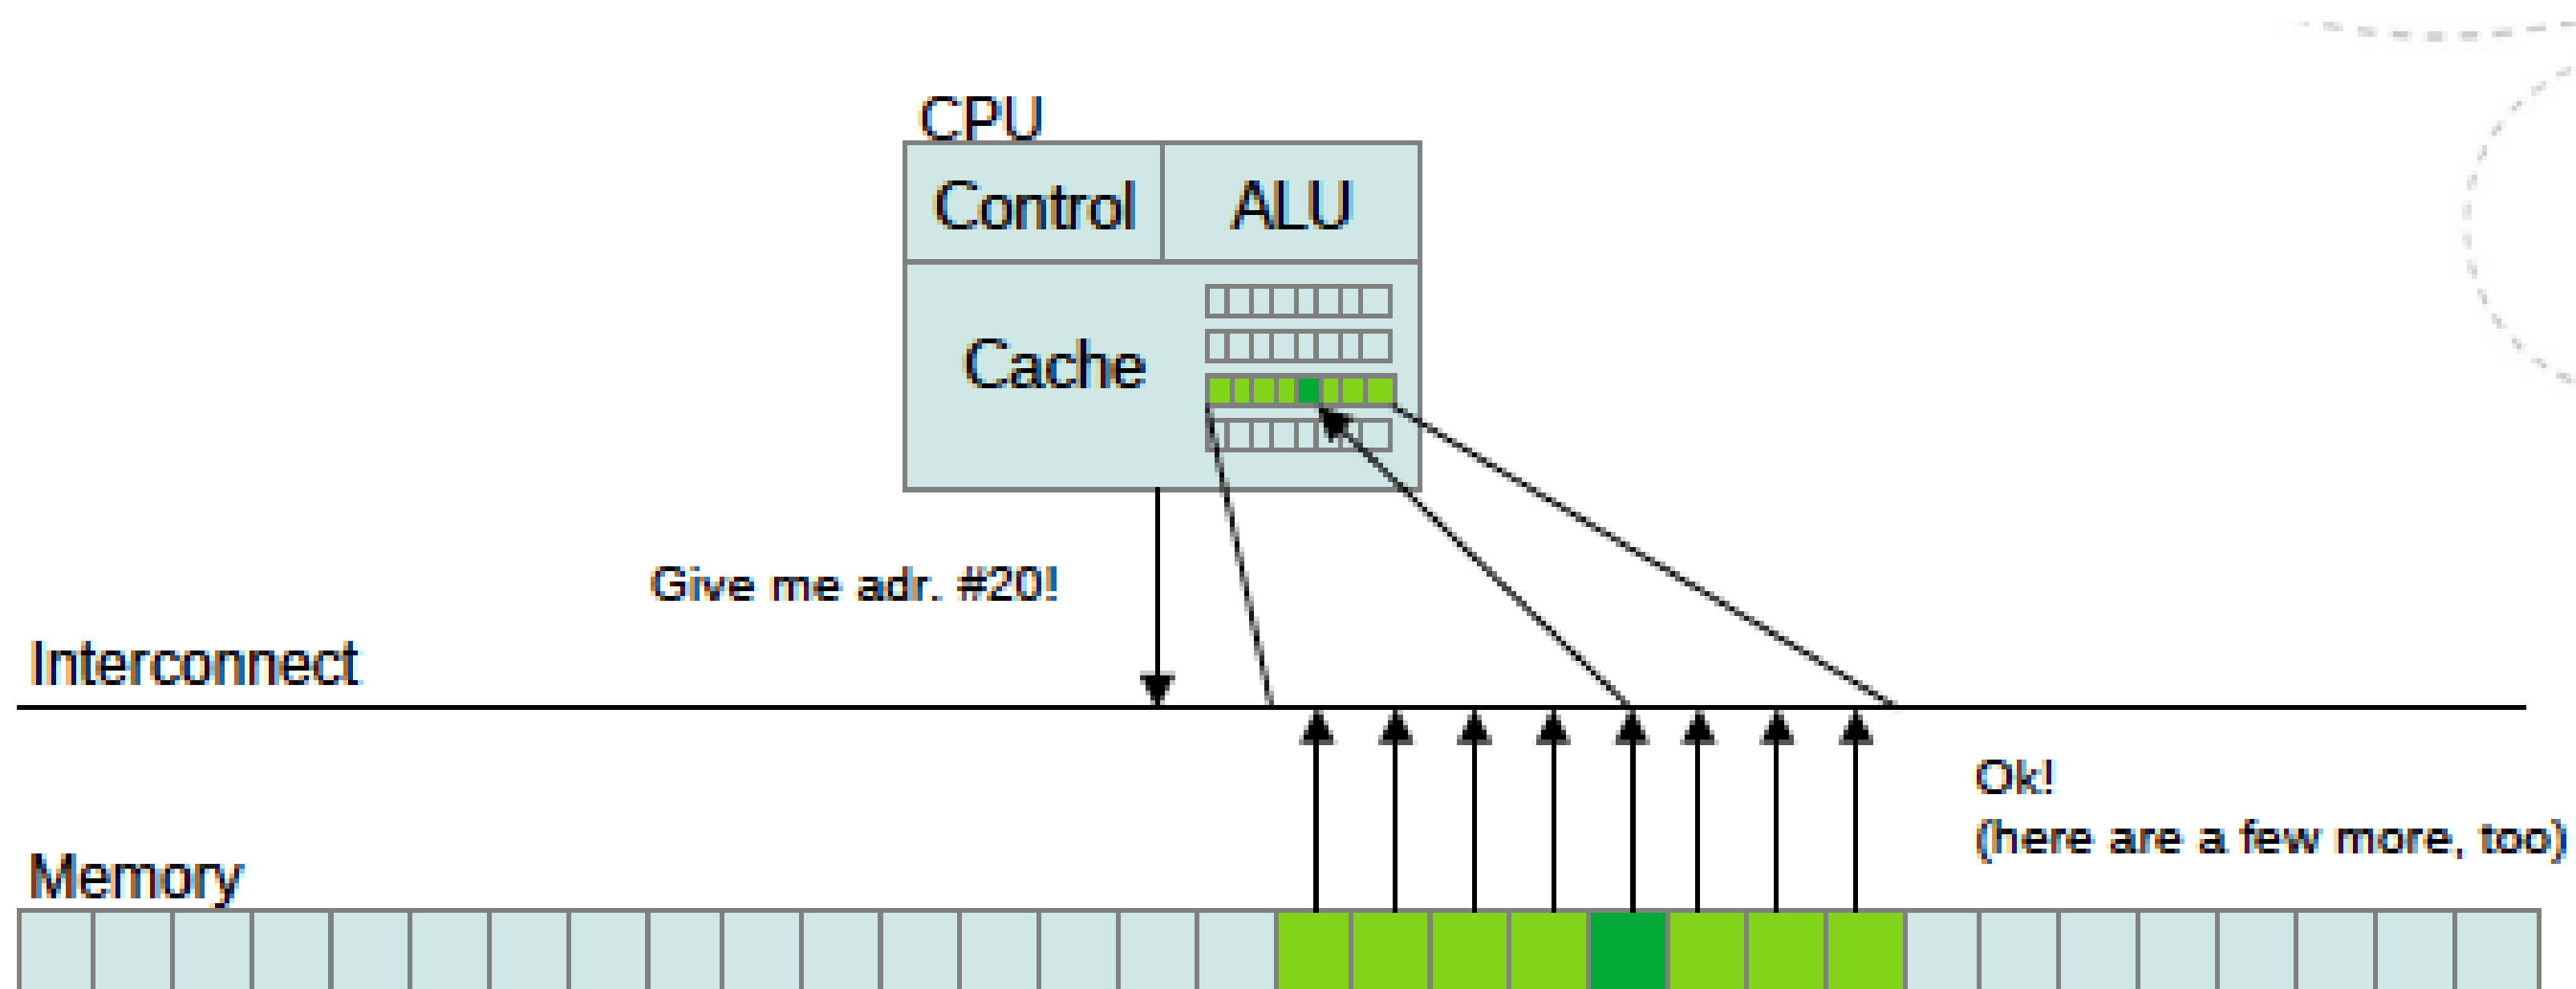 CPU
Control
ALU
Cache
Give me adr. #20!
Interconnect
Ok!
(here are a few more, too)
Memory